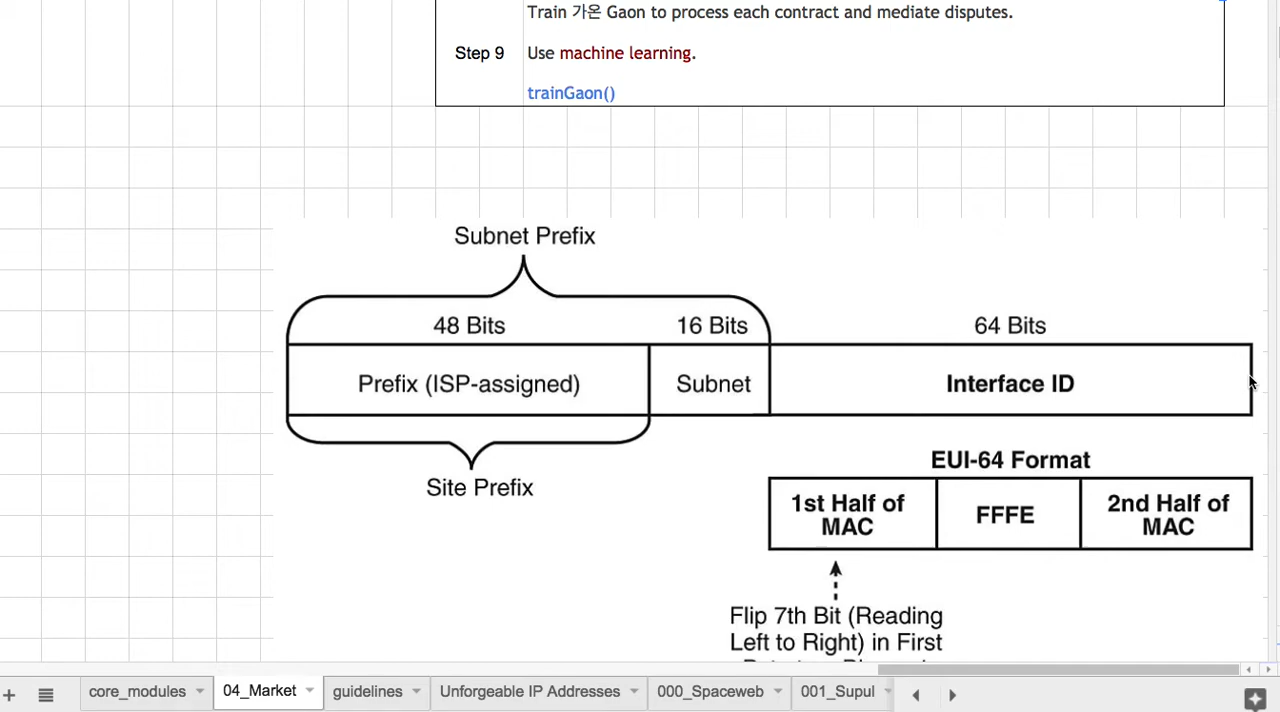 Train 가온 Gaon to process each contract and mediate disputes.
Step 9
Use machine learning.
trainGaon()
Subnet Prefix
48 Bits
16 Bits
64 Bits
Prefix (ISP-assigned)
Subnet
Interface ID
Site Prefix
EUI-64 Format
1st Half of
MAC
FFFE
2nd Half of
MAC
Flip 7th Bit (Reading
Left to Right) in First
core_modules
04_Market
guidelines
Unforgeable IP Addresses
000_Spaceweb
001_Supul